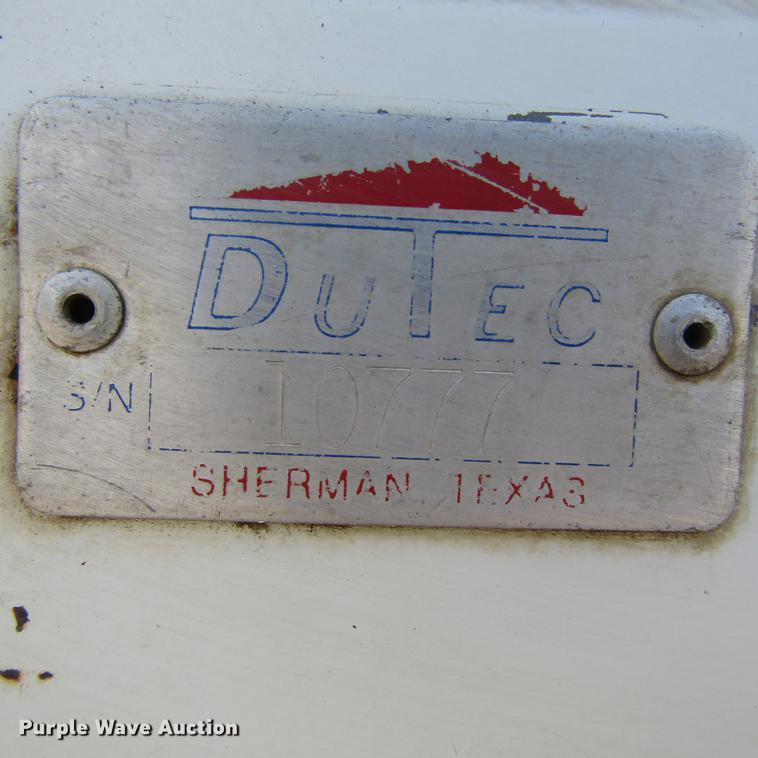 DUTEC
S/N 10777
SHERMAN, TEXAS
Purple Wave Auction